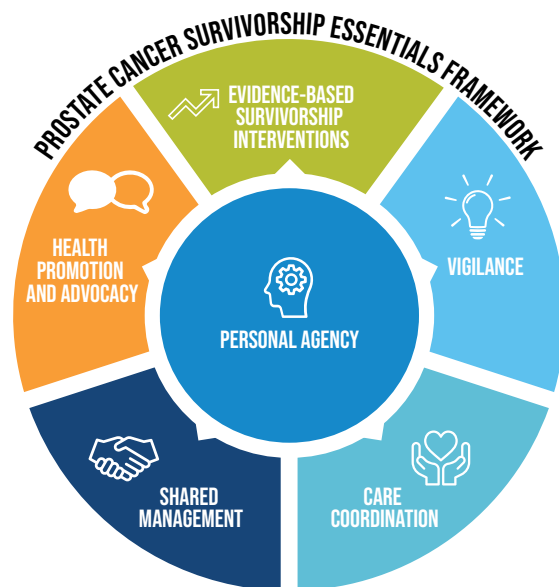 PROSTATE CANCER SURVIVORSHIP ESSENTIALS FRAMEWORK
EVIDENCE-BASED
SURVIVORSHIP
INTERVENTIONS
HEALTH
PROMOTION
AND ADVOCACY
VIGILANCE
PERSONAL AGENCY
SHARED
MANAGEMENT
CARE
COORDINATION